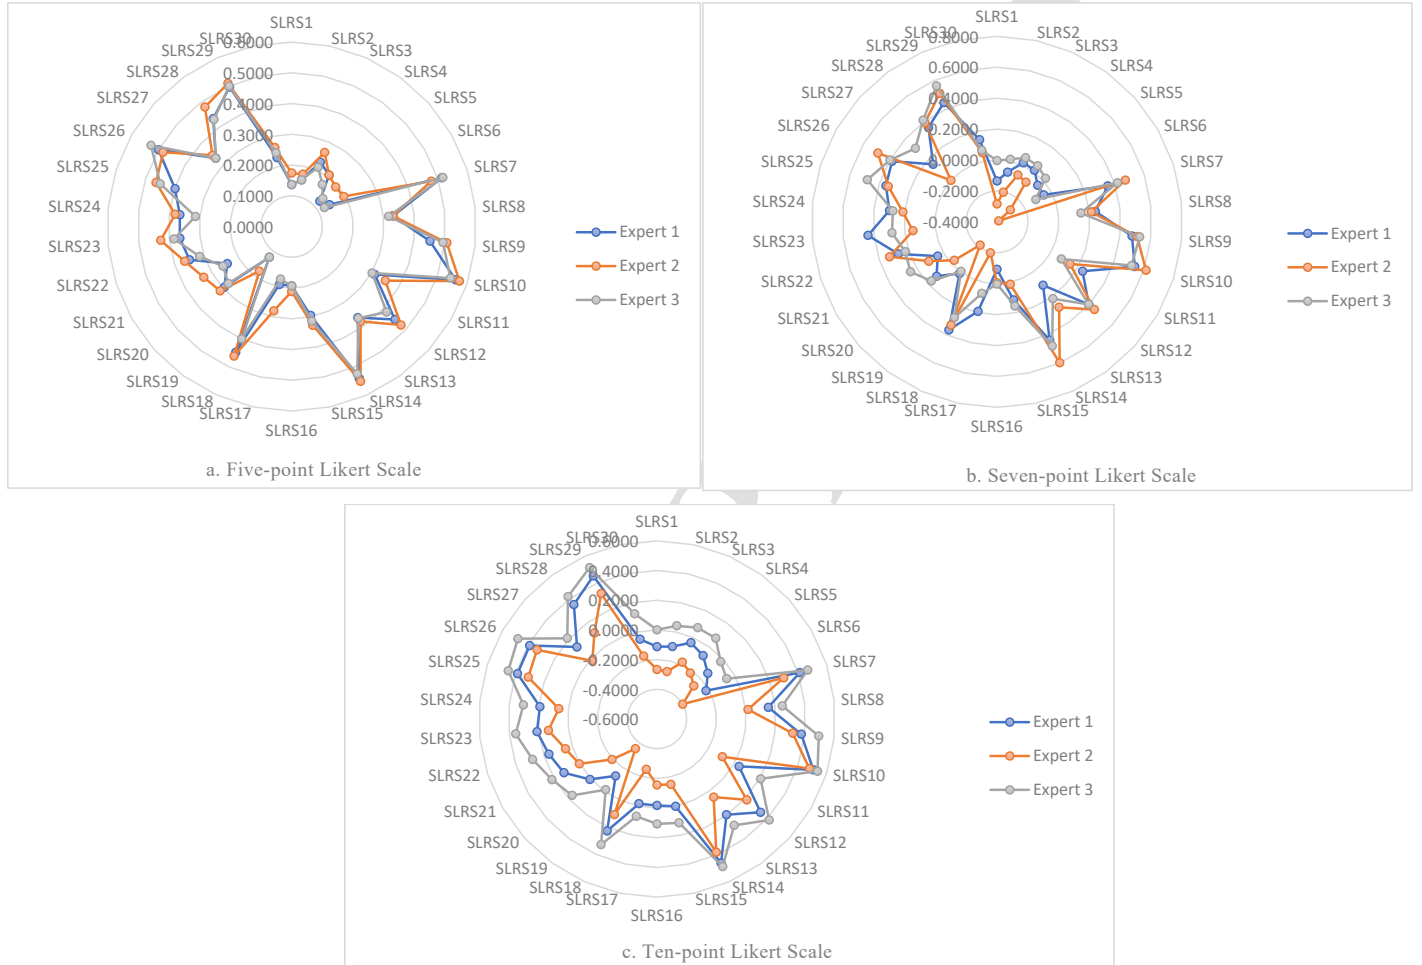 SLRS1
SLRS2
SLRS3
SLRS4
SLRS5
SLRS6
SLRS7
SLRS8
SLRS9
SLRS10
SLRS11
SLRS12
SLRS13
SLRS14
SLRS15
SLRS16
SLRS17
SLRS18
SLRS19
SLRS20
SLRS21
SLRS22
SLRS23
SLRS24
SLRS25
SLRS26
SLRS27
SLRS28
SLRS29
SLRS30
0.6000
0.5000
0.4000
0.3000
0.2000
0.1000
0.0000
Expert 1
Expert 2
Expert 3
a. Five-point Likert Scale
SLRS1
SLRS2
SLRS3
SLRS4
SLRS5
SLRS6
SLRS7
SLRS8
SLRS9
SLRS10
SLRS11
SLRS12
SLRS13
SLRS14
SLRS15
SLRS16
SLRS17
SLRS18
SLRS19
SLRS20
SLRS21
SLRS22
SLRS23
SLRS24
SLRS25
SLRS26
SLRS27
SLRS28
SLRS29
SLRS30
0.8000
0.6000
0.4000
0.2000
0.0000
-0.2000
-0.4000
Expert 1
Expert 2
Expert 3
b. Seven-point Likert Scale
SLRS1
SLRS2
SLRS3
SLRS4
SLRS5
SLRS6
SLRS7
SLRS8
SLRS9
SLRS10
SLRS11
SLRS12
SLRS13
SLRS14
SLRS15
SLRS16
SLRS17
SLRS18
SLRS19
SLRS20
SLRS21
SLRS22
SLRS23
SLRS24
SLRS25
SLRS26
SLRS27
SLRS28
SLRS29
SLRS30
0.6000
0.4000
0.2000
0.0000
-0.2000
-0.4000
-0.6000
Expert 1
Expert 2
Expert 3
c. Ten-point Likert Scale